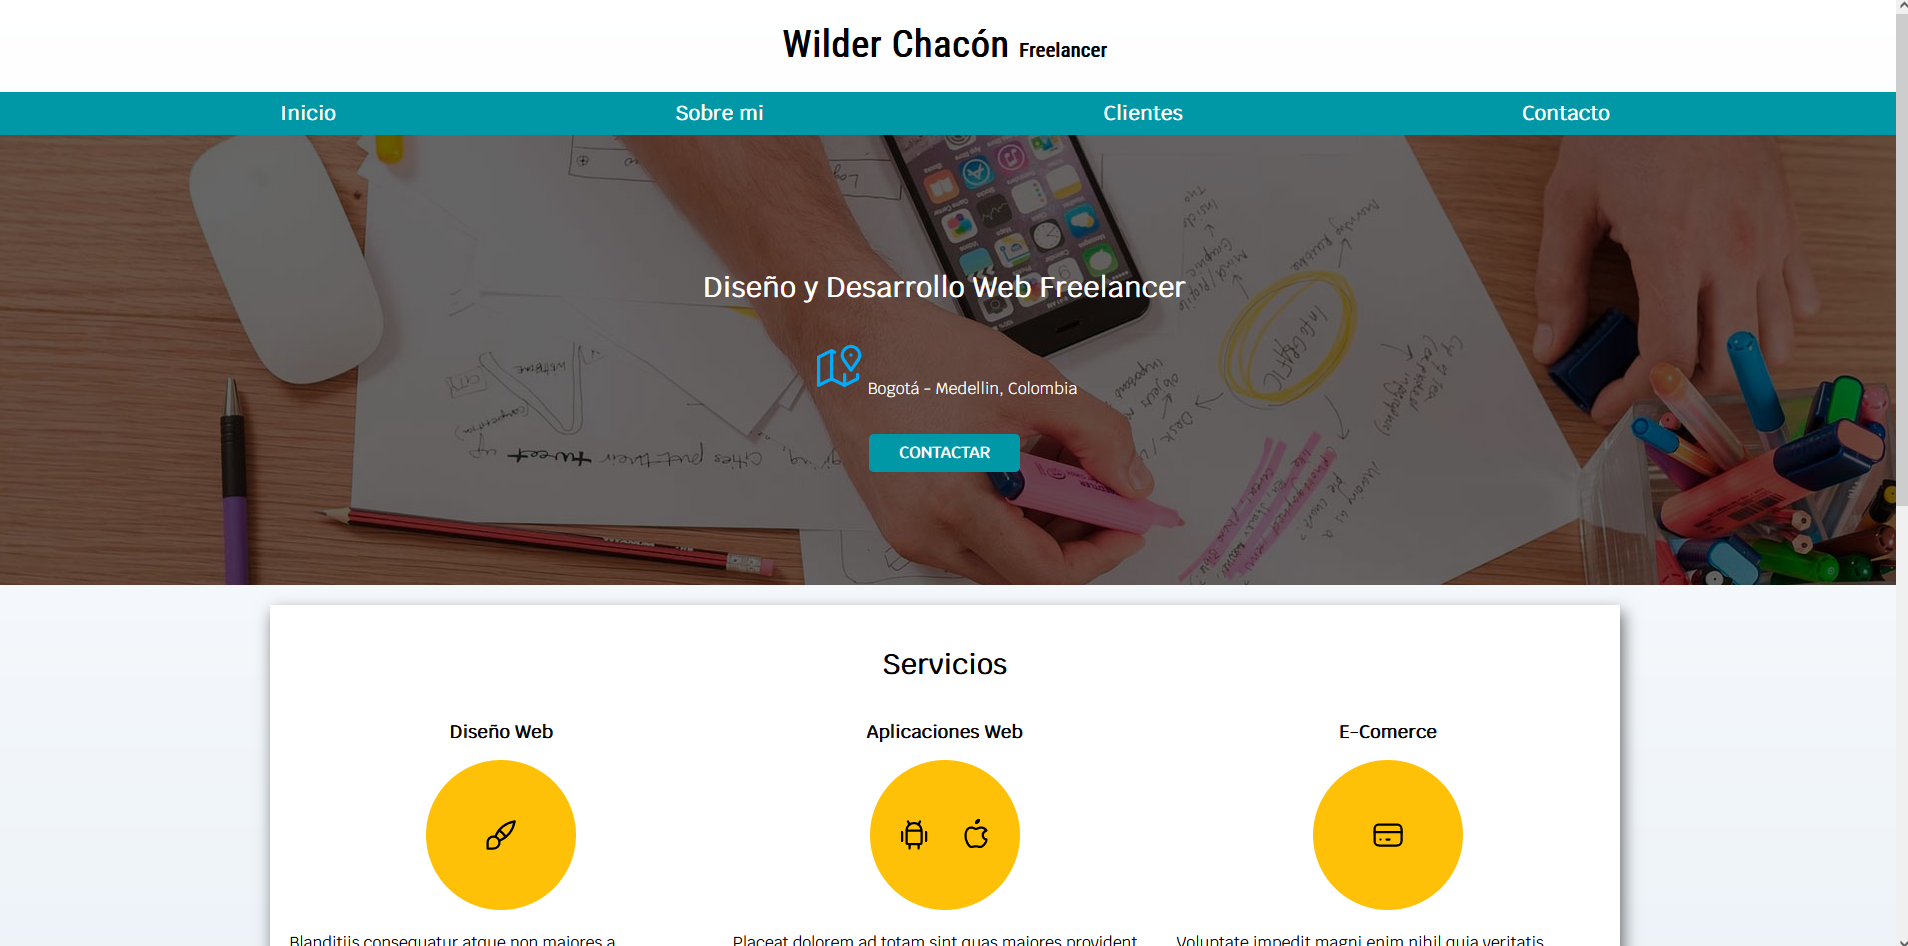 Wilder Chacón Freelancer
Inicio Sobre mi Clientes Contacto
Diseño y Desarrollo Web Freelancer
Bogotá - Medellin, Colombia
CONTACTAR
Servicios
Diseño Web Aplicaciones Web E-Comerce
Blanditiis consequatur atque non maiores a Placeat dolorem ad totam sint quas maiores provident Voluptate impedit magni enim nihil quia veritatis